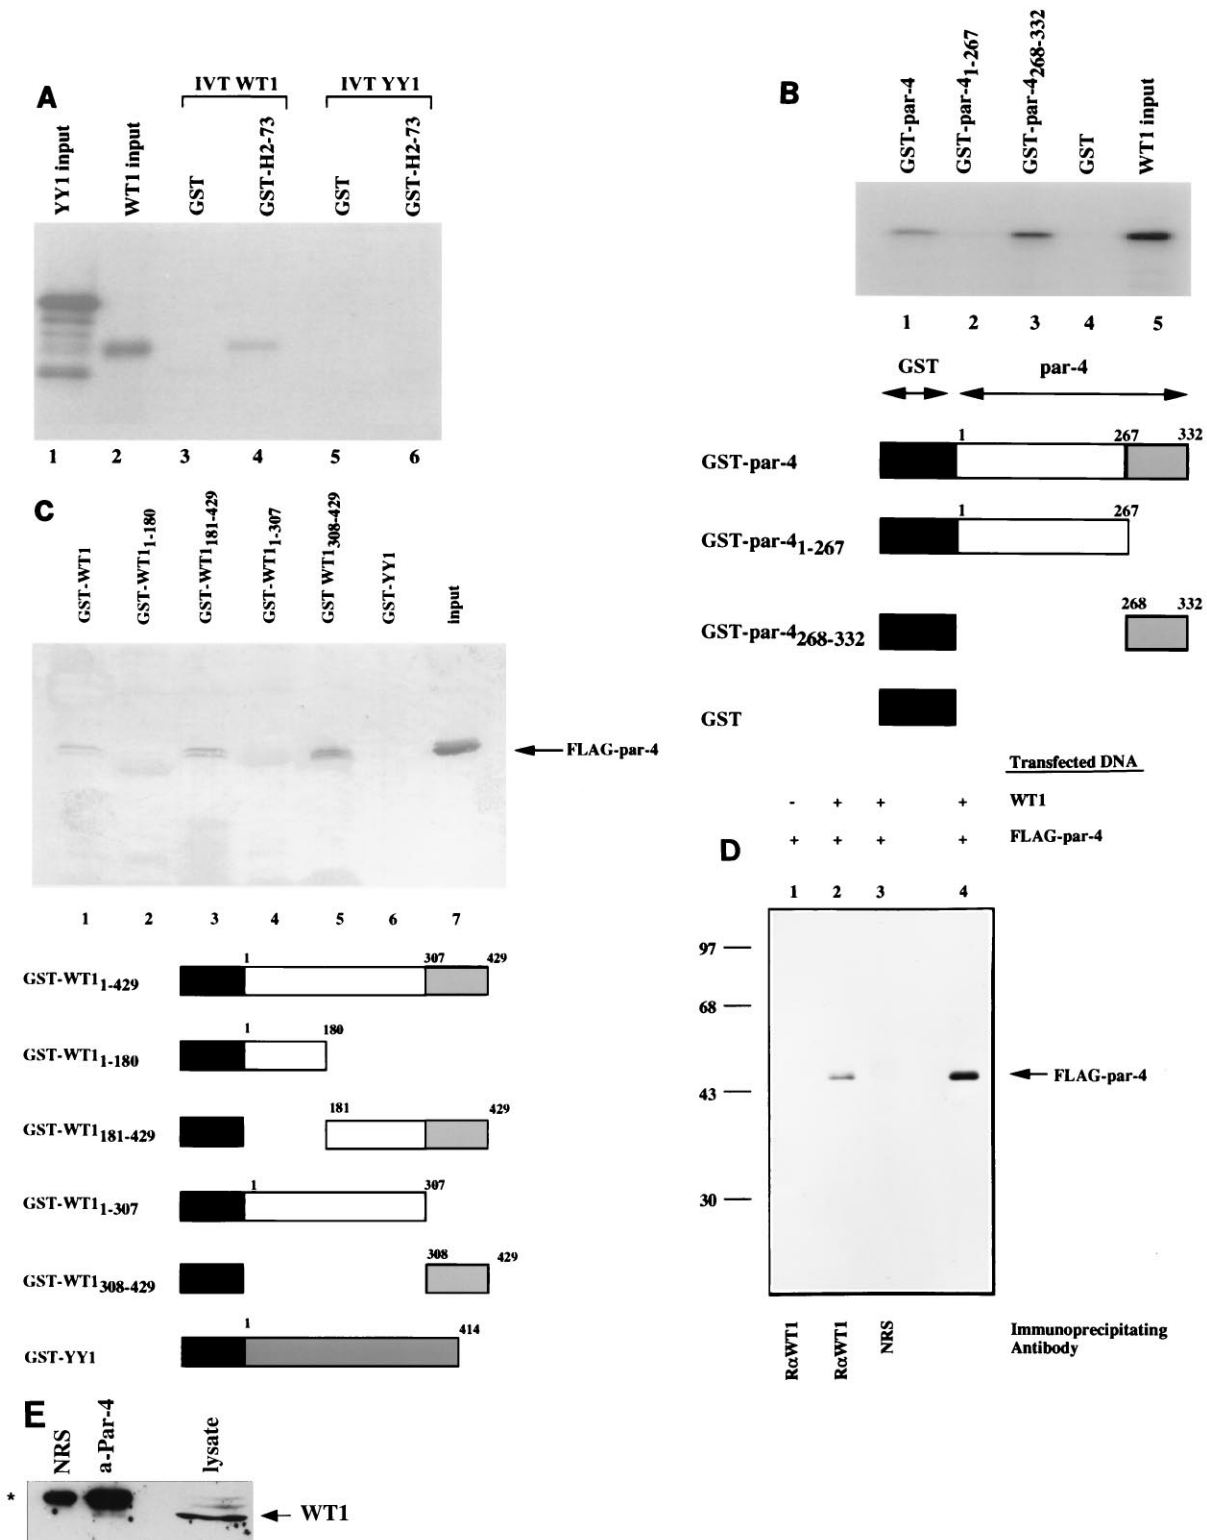 A
IVT WT1
IVT YY1
YY1 input
WT1 input
GST
GST-H2-73
GST
GST-H2-73
1 2 3 4 5 6
B
GST-par-4
GST-par-41-267
GST-par-4268-332
GST
WT1 input
1 2 3 4 5
GST par-4
1 267 332
GST-par-4
1 267
GST-par-41-267
268 332
GST-par-4268-332
GST
C
GST-WT1
GST-WT11-180
GST-WT1181-429
GST-WT11-307
GST WT1308-429
GST-YY1
input
FLAG-par-4
1 2 3 4 5 6 7
1 307 429
GST-WT11-429
1 180
GST-WT11-180
181 429
GST-WT1181-429
1 307
GST-WT11-307
308 429
GST-WT1308-429
1 414
GST-YY1
D
Transfected DNA
- + + + WT1
+ + + + FLAG-par-4
1 2 3 4
97
68
43
30
FLAG-par-4
RαWT1
RαWT1
NRS
Immunoprecipitating
Antibody
E
NRS
a-Par-4
lysate
*
WT1